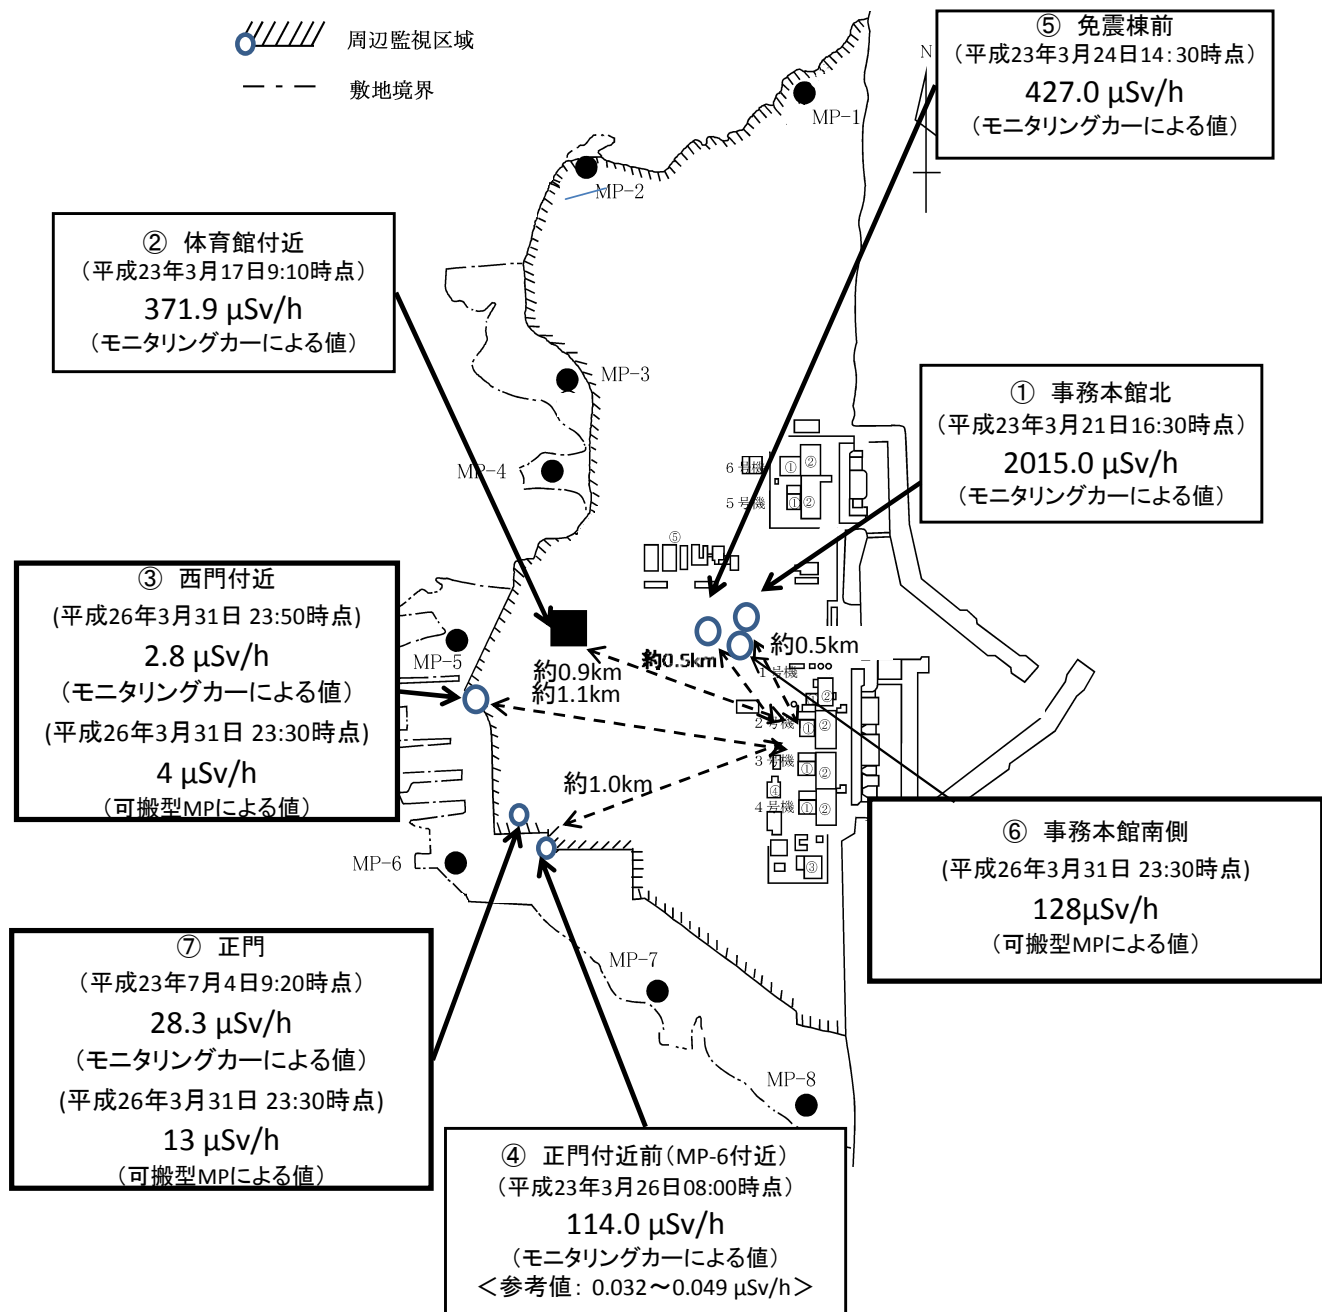 周辺監視区域
敷地境界
⑤ 免震棟前
(平成23年3月24日14:30時点)
427.0 μSv/h
(モニタリングカーによる値)
N
MP-1
MP-2
② 体育館付近
(平成23年3月17日9:10時点)
371.9 μSv/h
(モニタリングカーによる値)
MP-3
① 事務本館北
(平成23年3月21日16:30時点)
2015.0 μSv/h
(モニタリングカーによる値)
MP-4
6号機
① ②
5号機
① ②
⑤
③ 西門付近
(平成26年3月31日 23:50時点)
2.8 μSv/h
(モニタリングカーによる値)
(平成26年3月31日 23:30時点)
4 μSv/h
(可搬型MPによる値)
MP-5
約0.9km
約1.1km
約0.5km
約0.5km
1号機
②
2号機
① ②
3号機
① ②
④
4号機
① ②
③
約1.0km
MP-6
⑥ 事務本館南側
(平成26年3月31日 23:30時点)
128μSv/h
(可搬型MPによる値)
⑦ 正門
(平成23年7月4日9:20時点)
28.3 μSv/h
(モニタリングカーによる値)
(平成26年3月31日 23:30時点)
13 μSv/h
(可搬型MPによる値)
MP-7
MP-8
④ 正門付近前(MP-6付近)
(平成23年3月26日08:00時点)
114.0 μSv/h
(モニタリングカーによる値)
<参考値: 0.032~0.049 μSv/h>